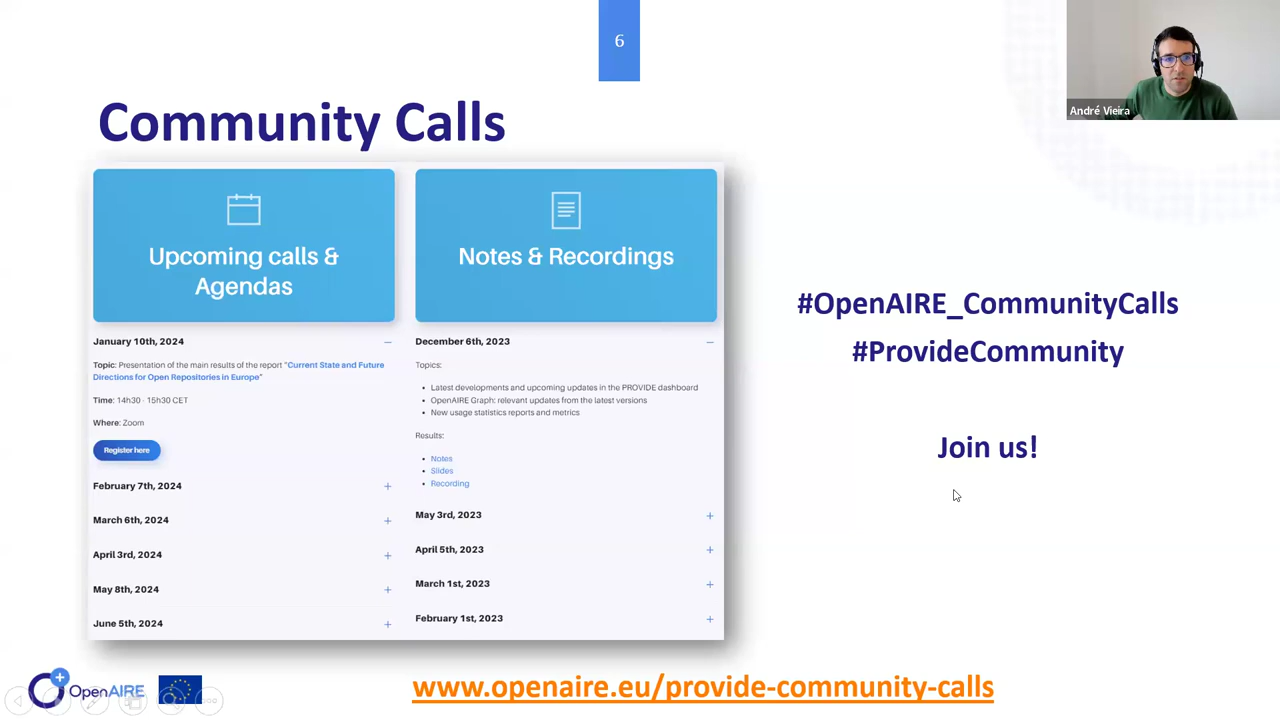 6
André Vieira
Community Calls
Upcoming calls &
Agendas
January 10th, 2024
Topic: Presentation of the main results of the report "Current State and Future
Directions for Open Repositories in Europe"
Time: 14h30 - 15h30 CET
Where: Zoom
Register here
February 7th, 2024
March 6th, 2024
April 3rd, 2024
May 8th, 2024
June 5th, 2024
Notes & Recordings
December 6th, 2023
Topics:
Latest developments and upcoming updates in the PROVIDE dashboard
OpenAIRE Graph: relevant updates from the latest versions
New usage statistics reports and metrics
Results:
Notes
Slides
Recording
May 3rd, 2023
April 5th, 2023
March 1st, 2023
February 1st, 2023
#OpenAIRE_CommunityCalls
#ProvideCommunity
Join us!
OpenAIRE
www.openaire.eu/provide-community-calls